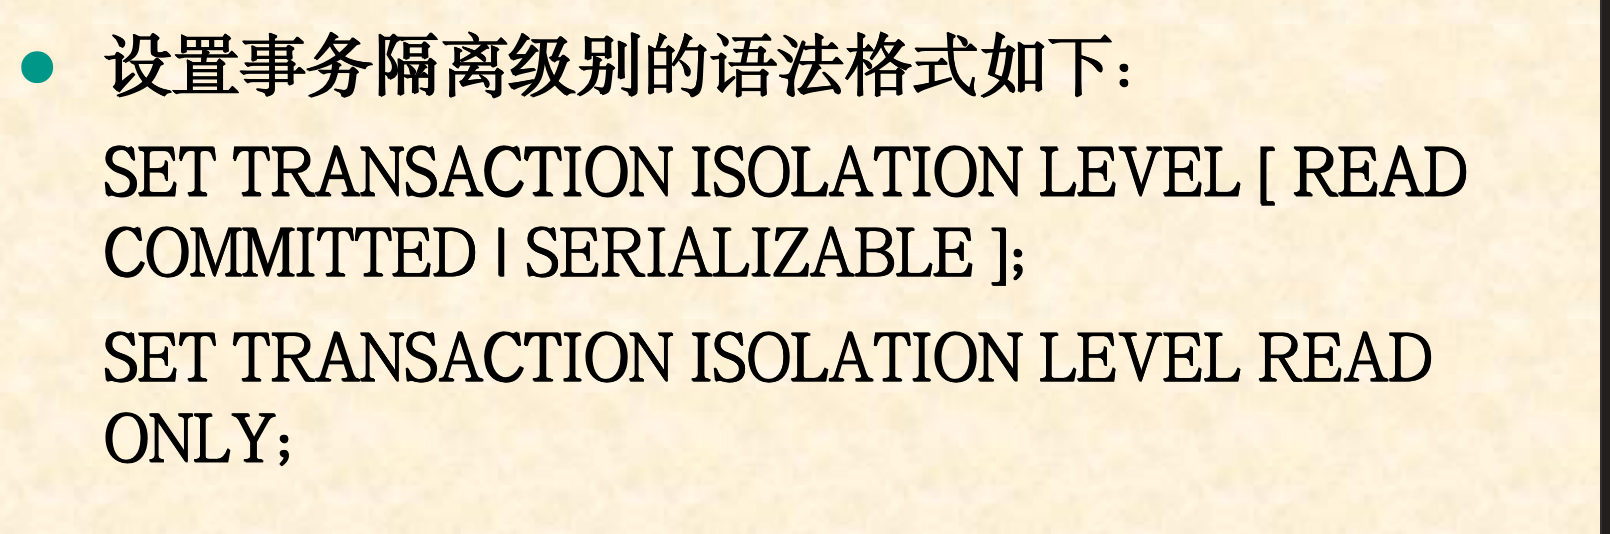 设置事务隔离级别的语法格式如下：
SET TRANSACTION ISOLATION LEVEL [ READ
COMMITTED | SERIALIZABLE ];
SET TRANSACTION ISOLATION LEVEL READ
ONLY;